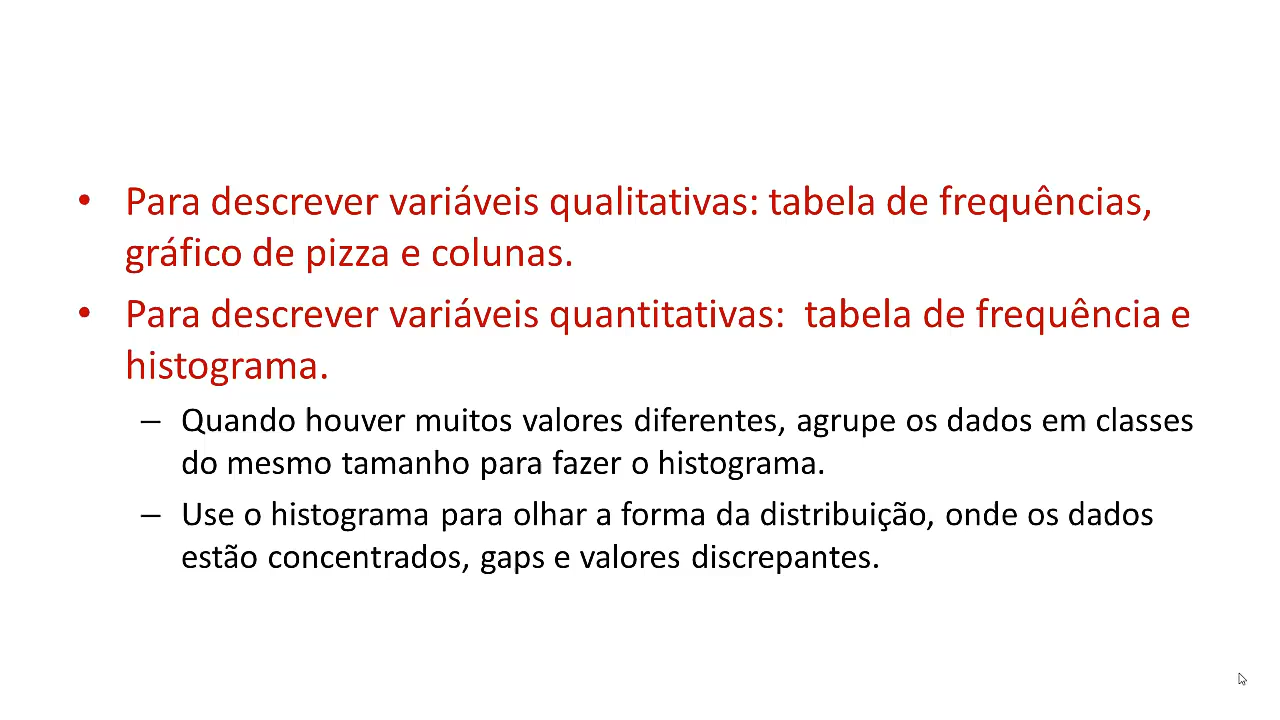 • Para descrever variáveis qualitativas: tabela de frequências,
gráfico de pizza e colunas.
• Para descrever variáveis quantitativas:  tabela de frequência e
histograma.
– Quando houver muitos valores diferentes, agrupe os dados em classes
do mesmo tamanho para fazer o histograma.
– Use o histograma para olhar a forma da distribuição, onde os dados
estão concentrados, gaps e valores discrepantes.